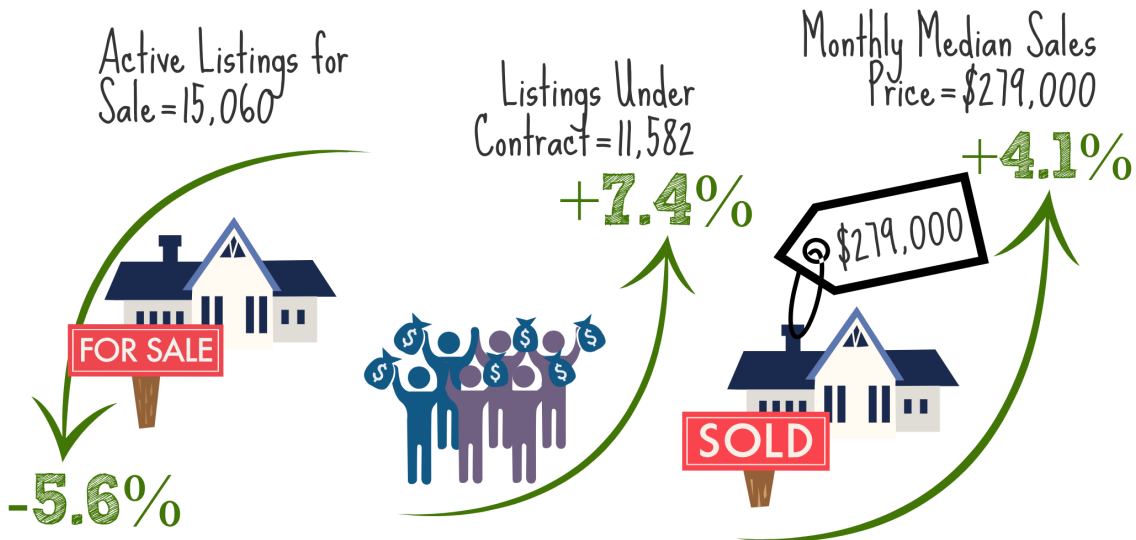 Active Listings for
Sale=15,060
-5.6%
FOR SALE
Listings Under
Contract=11,582
+7.4%
$
$
$
$
$
$
Monthly Median Sales
Price=$279,000
+4.1%
$279,000
SOLD